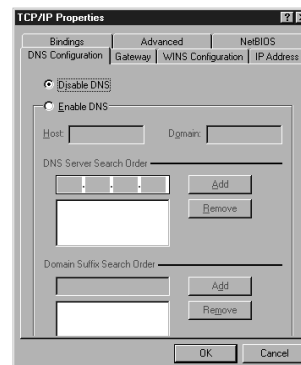 TCP/IP Properties
Bindings Advanced NetBIOS
DNS Configuration Gateway WINS Configuration IP Address
Disable DNS
Enable DNS
Host: Domain:
DNS Server Search Order
Add
Remove
Domain Suffix Search Order
Add
Remove
OK Cancel